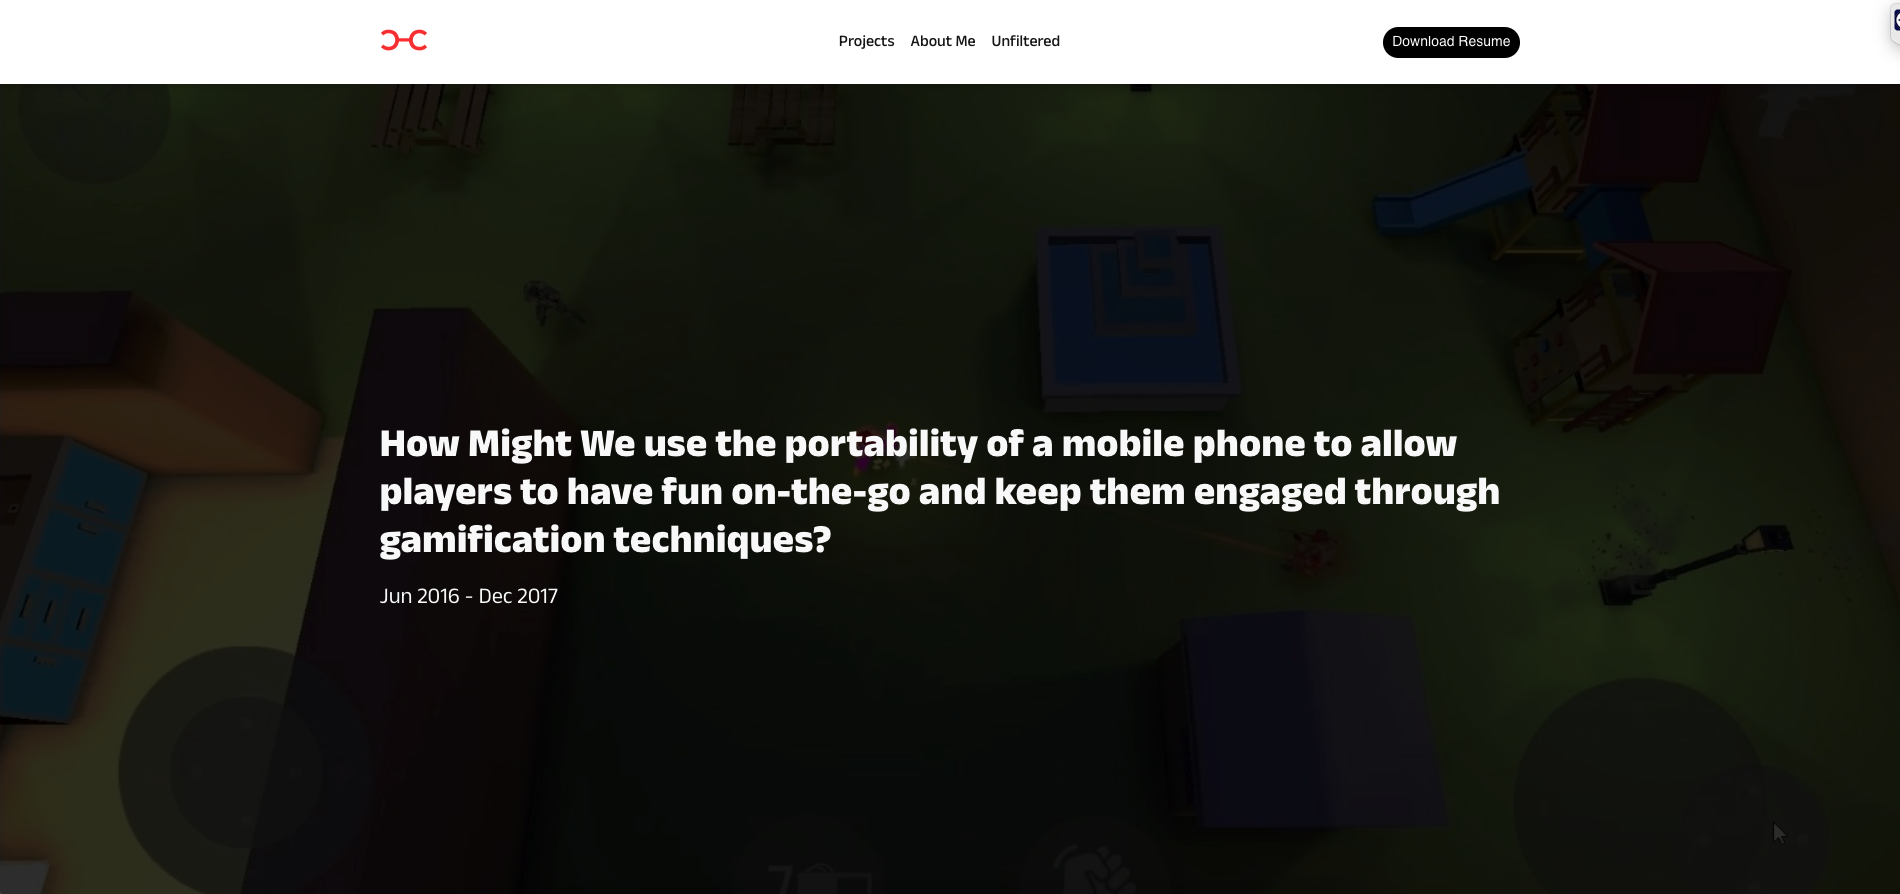 Projects About Me Unfiltered Download Resume
How Might We use the portability of a mobile phone to allow
players to have fun on-the-go and keep them engaged through
gamification techniques?
Jun 2016 - Dec 2017
7